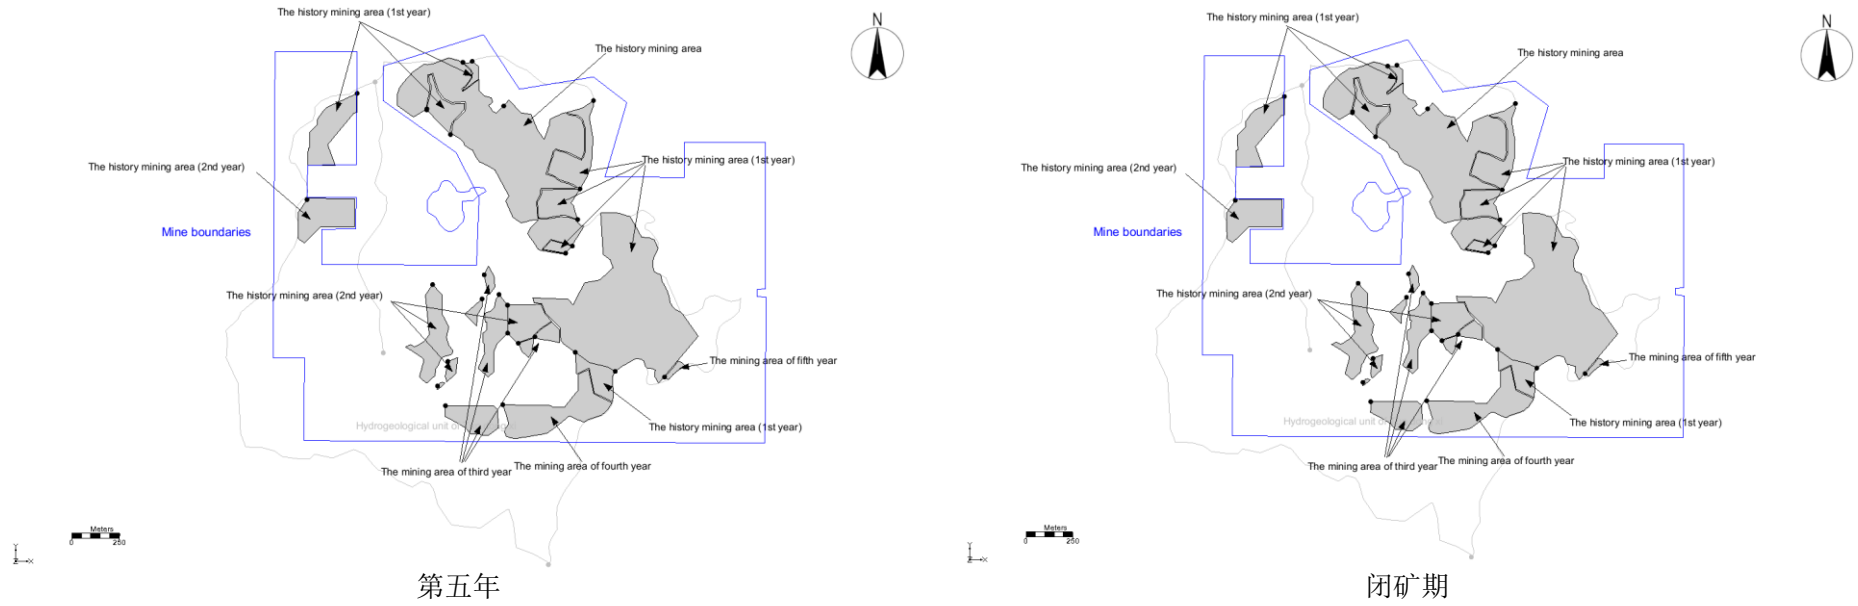 The history mining area (1st year)
N
The history mining area
The history mining area (1st year)
The history mining area (2nd year)
Mine boundaries
The history mining area (2nd year)
The mining area of fifth year
Hydrogeological unit of
The history mining area (1st year)
The mining area of third year
The mining area of fourth year
Meters
0 250
Y
Z X
第五年
The history mining area (1st year)
N
The history mining area
The history mining area (1st year)
The history mining area (2nd year)
Mine boundaries
The history mining area (2nd year)
The mining area of fifth year
Hydrogeological unit of
The history mining area (1st year)
The mining area of third year
The mining area of fourth year
Meters
0 250
Y
Z X
闭矿期